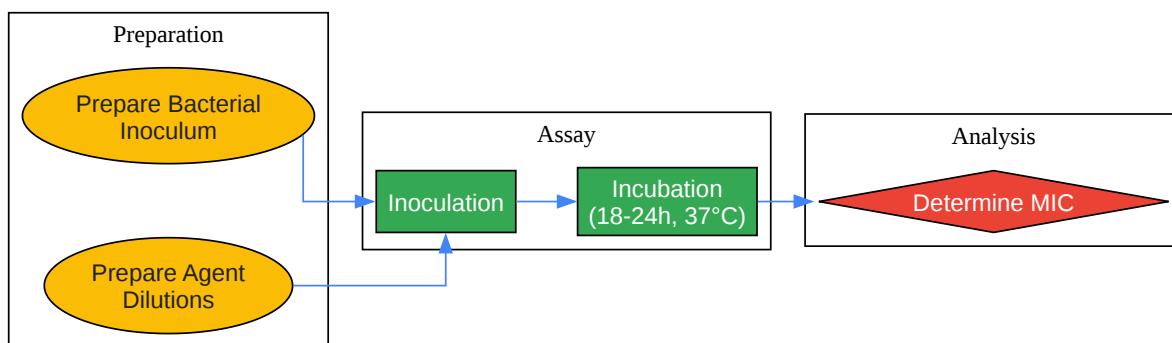 Preparation
Prepare Bacterial
Inoculum
Prepare Agent
Dilutions
Assay
Inoculation
Incubation
(18-24h, 37°C)
Analysis
Determine MIC